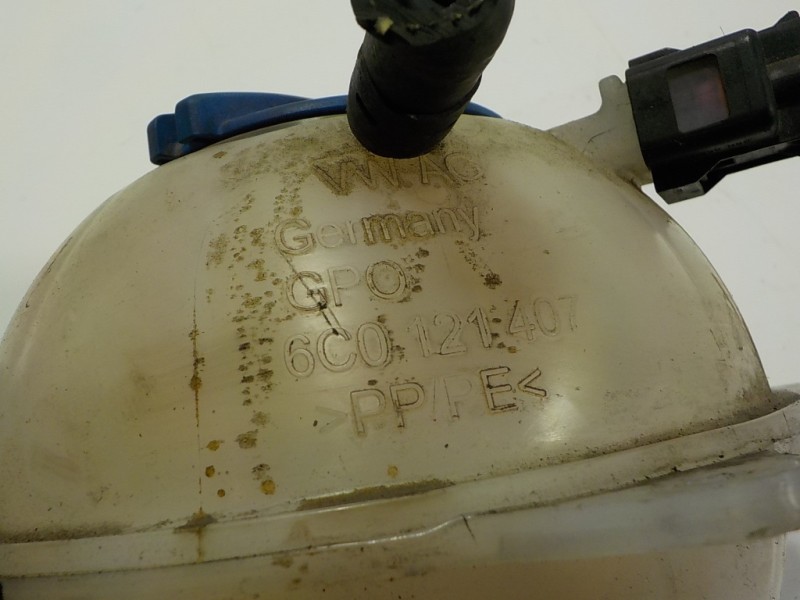 VW AG
Germany
GPO
6C0 121 407
>PP/PE<